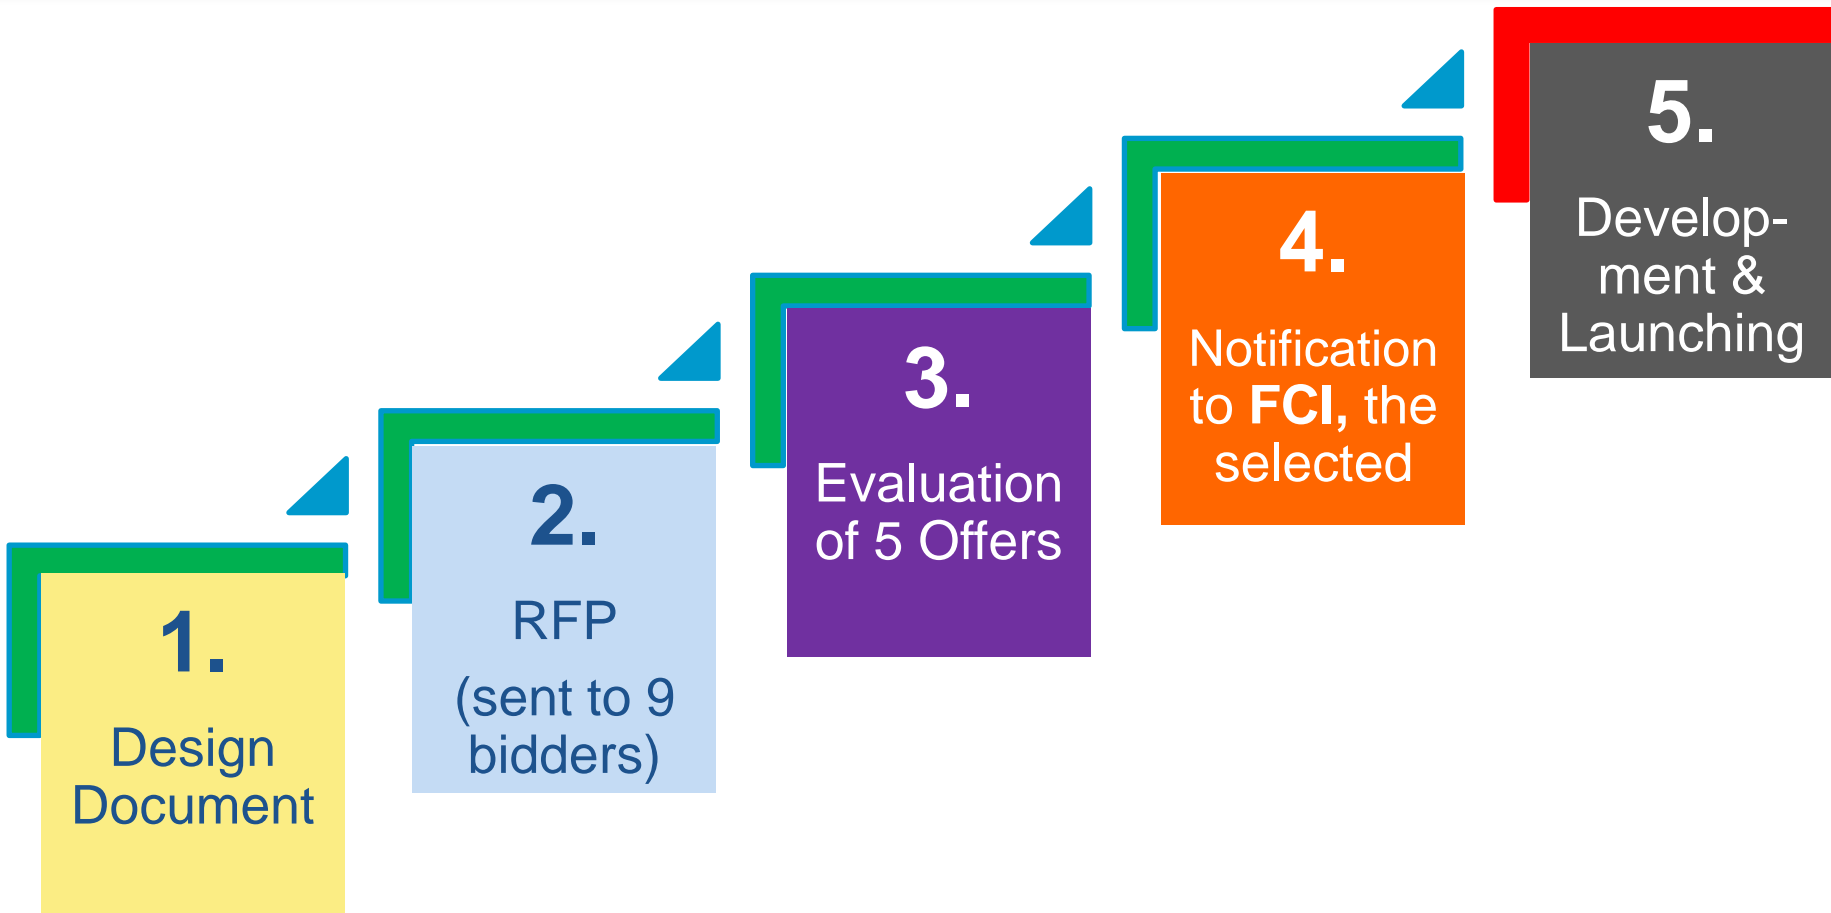 1.
Design
Document
2.
RFP
(sent to 9
bidders)
3.
Evaluation
of 5 Offers
4.
Notification
to FCI, the
selected
5.
Develop-
ment &
Launching